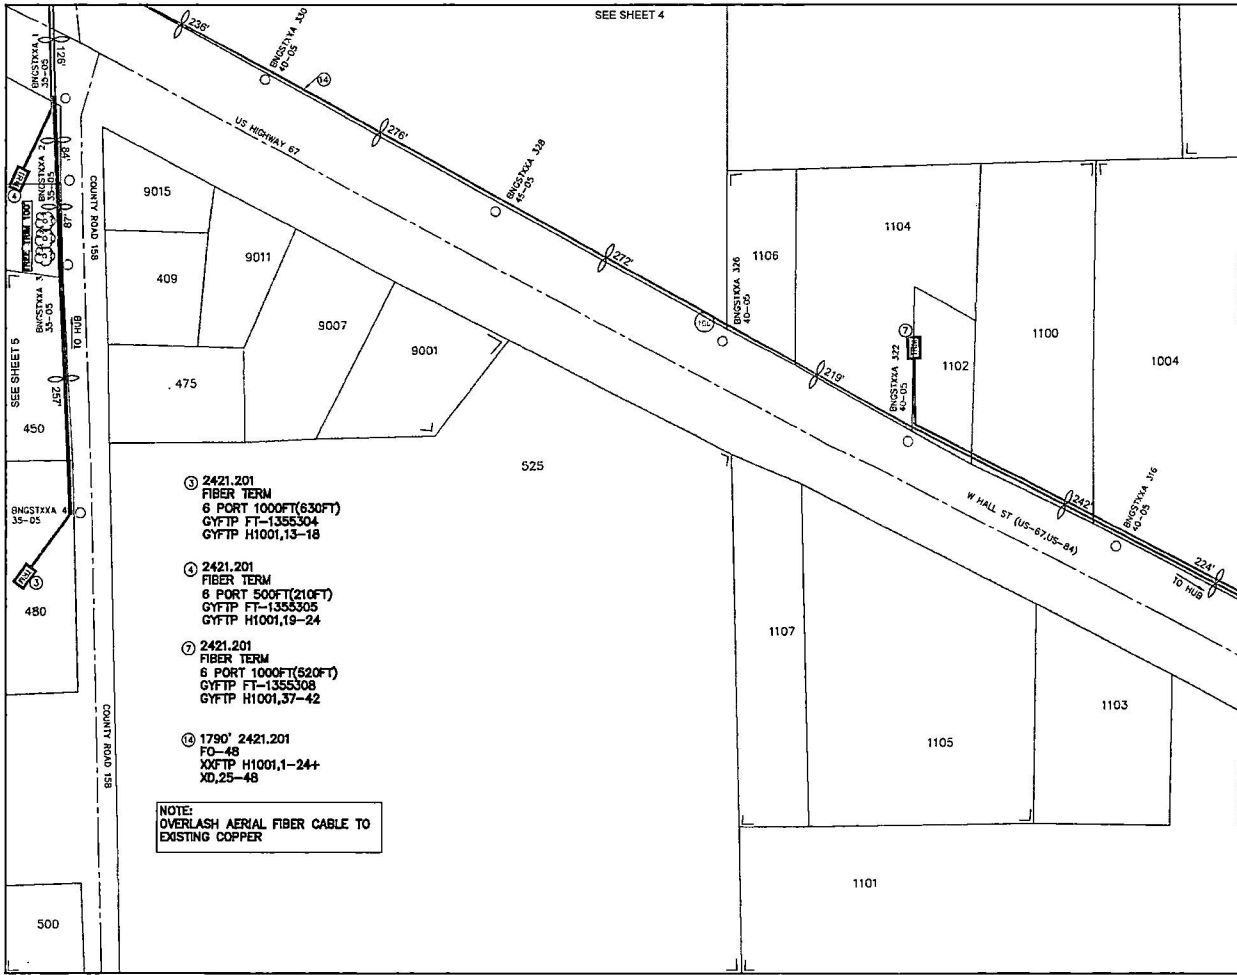 SEE SHEET 4
236'
BNGSTXXA 330
40-05
14
BNGSTXXA 1
35-05
126'
276'
US HIGHWAY 67
BNGSTXXA 328
45-05
BNGSTXXA 2
35-05
84'
TRM
4
TREE TRIM 100'
78'
COUNTY ROAD 158
9015
409
9011
9007
9001
475
272'
BNGSTXXA 326
40-05
1106
1104
1100
1004
7
TRM
1102
BNGSTXXA 322
40-05
219'
BNGSTXXA 3
35-05
TO HUB
SEE SHEET 5
257'
450
525
BNGSTXXA 4
35-05
3
480
W HALL ST (US-67,US-84)
242'
BNGSTXXA 316
40-05
224'
TO HUB
3 2421.201
FIBER TERM
6 PORT 1000FT(630FT)
GYFTP FT-1355304
GYFTP H1001,13-18
4 2421.201
FIBER TERM
6 PORT 500FT(210FT)
GYFTP FT-1355305
GYFTP H1001,19-24
7 2421.201
FIBER TERM
6 PORT 1000FT(520FT)
GYFTP FT-1355308
GYFTP H1001,37-42
14 1790' 2421.201
FO-48
XXFTP H1001,1-24+
XD,25-48
NOTE:
OVERLASH AERIAL FIBER CABLE TO
EXISTING COPPER
COUNTY ROAD 158
1107
1105
1103
1101
500